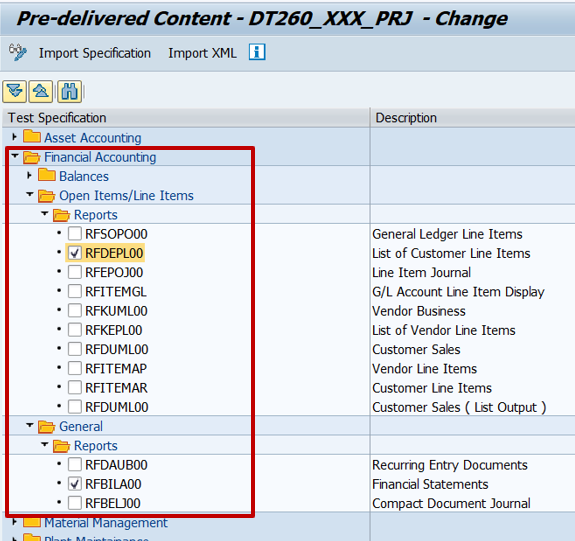 Pre-delivered Content - DT260_XXX_PRJ - Change
Import Specification Import XML
Test Specification Description
Asset Accounting
Financial Accounting
Balances
Open Items/Line Items
Reports
RFSOPO00 General Ledger Line Items
RFDEPL00 List of Customer Line Items
RFEPOJ00 Line Item Journal
RFITEMGL G/L Account Line Item Display
RFKUML00 Vendor Business
RFKEPL00 List of Vendor Line Items
RFDUML00 Customer Sales
RFITEMAP Vendor Line Items
RFITEMAR Customer Line Items
RFDUML00 Customer Sales ( List Output )
General
Reports
RFDAUB00 Recurring Entry Documents
RFBILA00 Financial Statements
RFBELJ00 Compact Document Journal
Material Management
Plant Maintainance